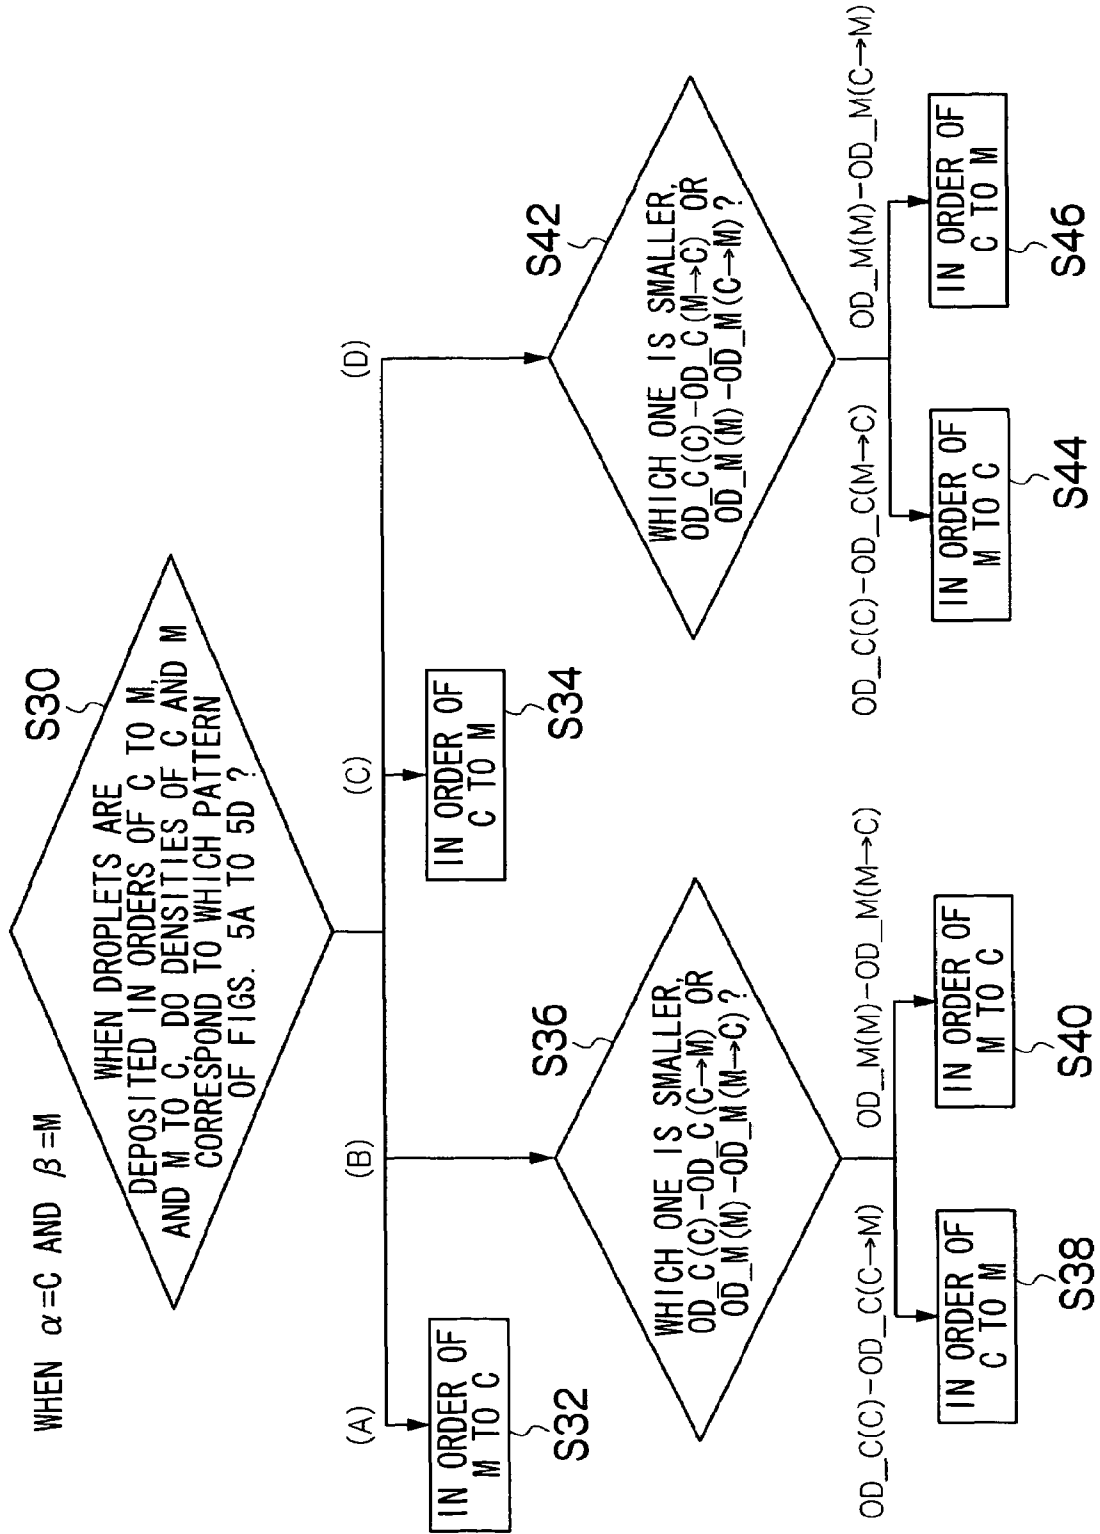 WHEN α=C AND β=M
WHEN DROPLETS ARE
DEPOSITED IN ORDERS OF C TO M,
AND M TO C, DO DENSITIES OF C AND M
CORRESPOND TO WHICH PATTERN
OF FIGS. 5A TO 5D ?
S30
(A)
(B)
(C)
(D)
IN ORDER OF
M TO C
S32
IN ORDER OF
C TO M
S34
WHICH ONE IS SMALLER,
OD_C(C)-OD_C(C→M) OR
OD_M(M)-OD_M(M→C)?
S36
WHICH ONE IS SMALLER,
OD_C(C)-OD_C(M→C) OR
OD_M(M)-OD_M(C→M)?
S42
OD_C(C)-OD_C(C→M)
OD_M(M)-OD_M(M→C)
OD_C(C)-OD_C(M→C)
OD_M(M)-OD_M(C→M)
IN ORDER OF
C TO M
S38
IN ORDER OF
M TO C
S40
IN ORDER OF
M TO C
S44
IN ORDER OF
C TO M
S46